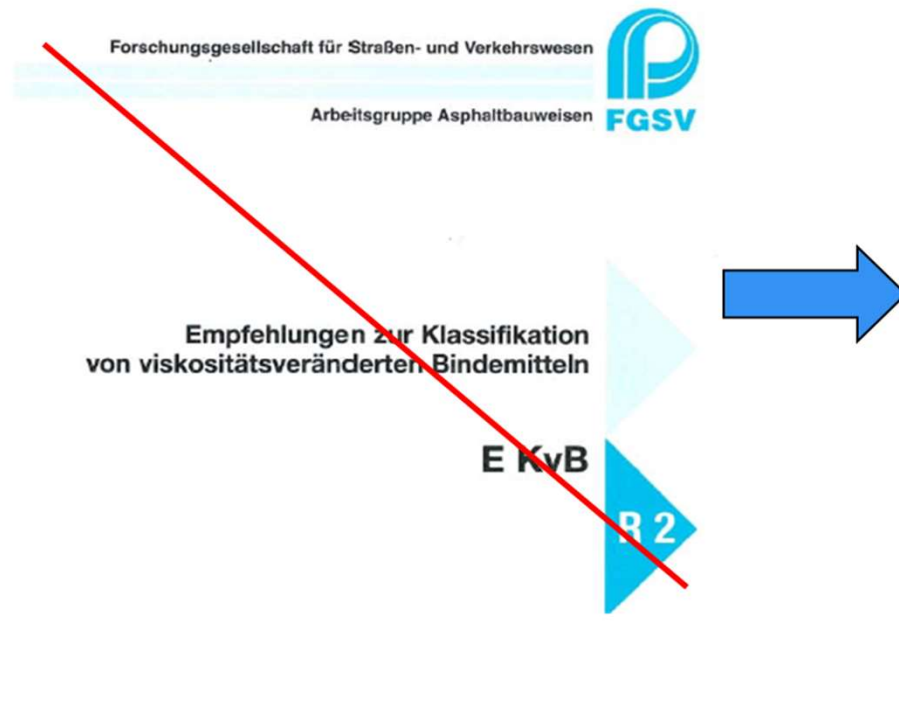 Forschungsgesellschaft für Straßen- und Verkehrswesen
Arbeitsgruppe Asphaltbauweisen
FGSV
Empfehlungen zur Klassifikation
von viskositätsveränderten Bindemitteln
E KvB
R 2